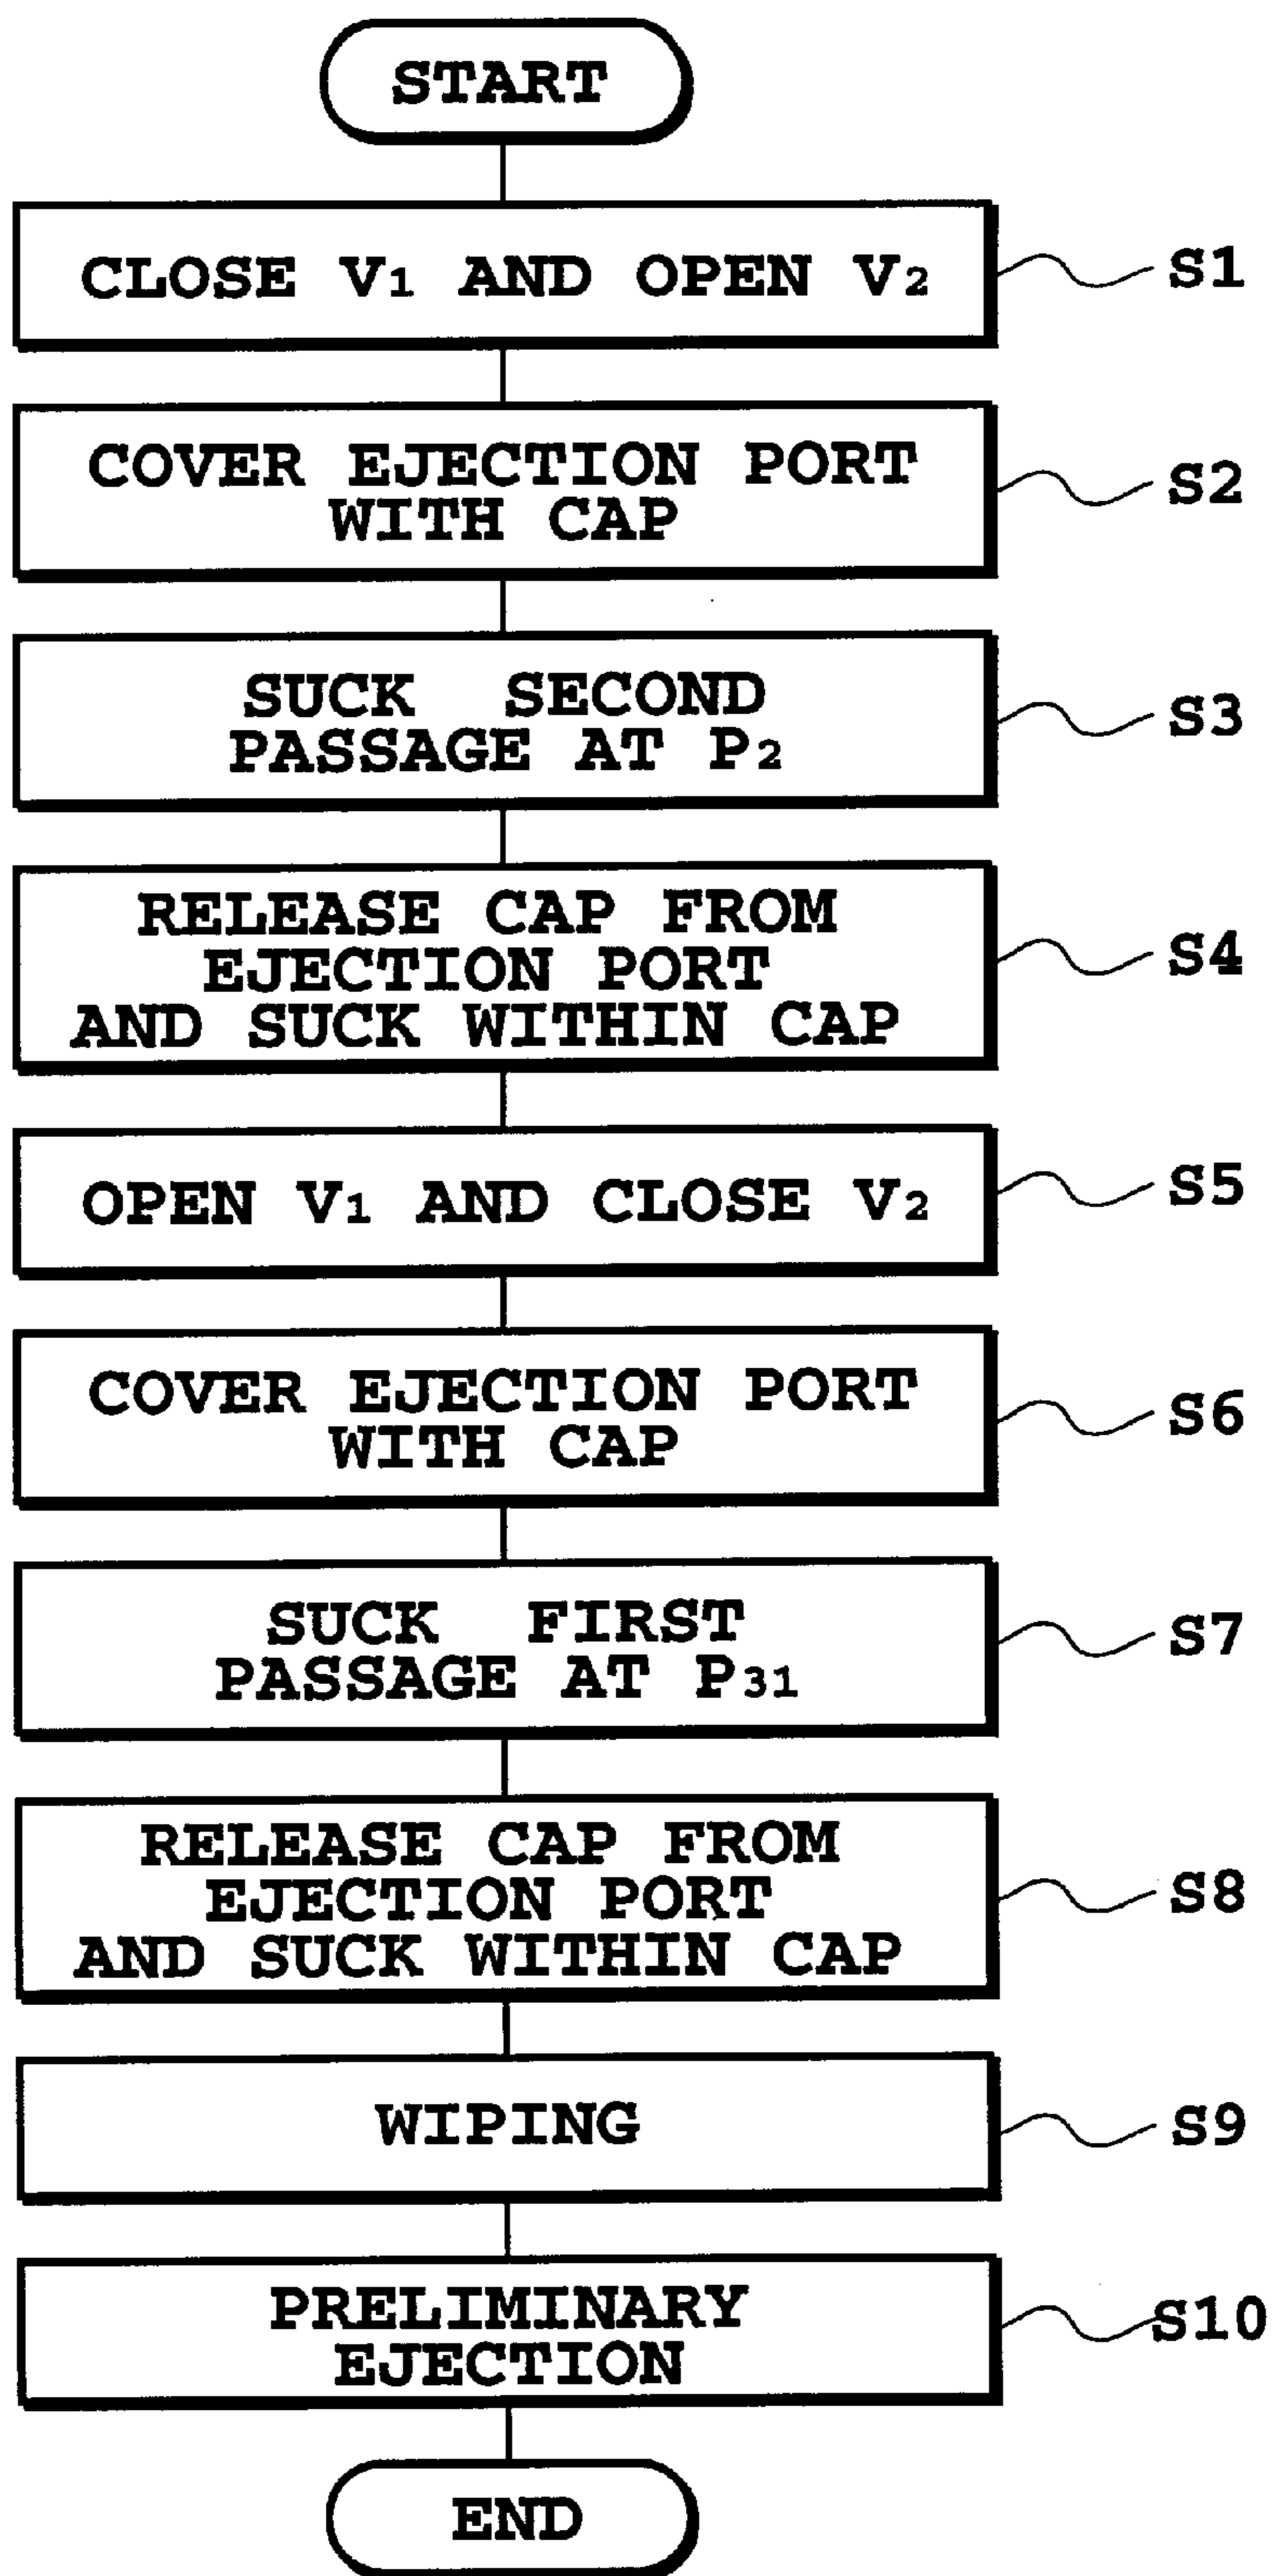 START
CLOSE V₁ AND OPEN V₂
S1
COVER EJECTION PORT
WITH CAP
S2
SUCK SECOND
PASSAGE AT P₂
S3
RELEASE CAP FROM
EJECTION PORT
AND SUCK WITHIN CAP
S4
OPEN V₁ AND CLOSE V₂
S5
COVER EJECTION PORT
WITH CAP
S6
SUCK FIRST
PASSAGE AT P₃₁
S7
RELEASE CAP FROM
EJECTION PORT
AND SUCK WITHIN CAP
S8
WIPING
S9
PRELIMINARY
EJECTION
S10
END